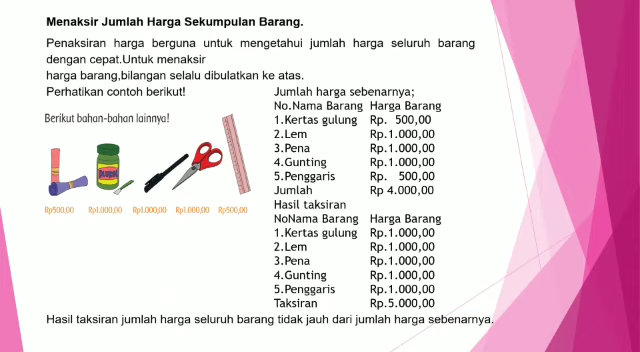 Menaksir Jumlah Harga Sekumpulan Barang.
Penaksiran harga berguna untuk mengetahui jumlah harga seluruh barang
dengan cepat.Untuk menaksir
harga barang,bilangan selalu dibulatkan ke atas.
Perhatikan contoh berikut!
Berikut bahan-bahan lainnya!
Rp500,00 Rp1.000,00 Rp1.000,00 Rp1.000,00 Rp500,00
Jumlah harga sebenarnya;
No.Nama Barang Harga Barang
1.Kertas gulung Rp. 500,00
2.Lem Rp.1.000,00
3.Pena Rp.1.000,00
4.Gunting Rp.1.000,00
5.Penggaris Rp. 500,00
Jumlah Rp 4.000,00
Hasil taksiran
NoNama Barang Harga Barang
1.Kertas gulung Rp.1.000,00
2.Lem Rp.1.000,00
3.Pena Rp.1.000,00
4.Gunting Rp.1.000,00
5.Penggaris Rp.1.000,00
Taksiran Rp.5.000,00
Hasil taksiran jumlah harga seluruh barang tidak jauh dari jumlah harga sebenarnya.